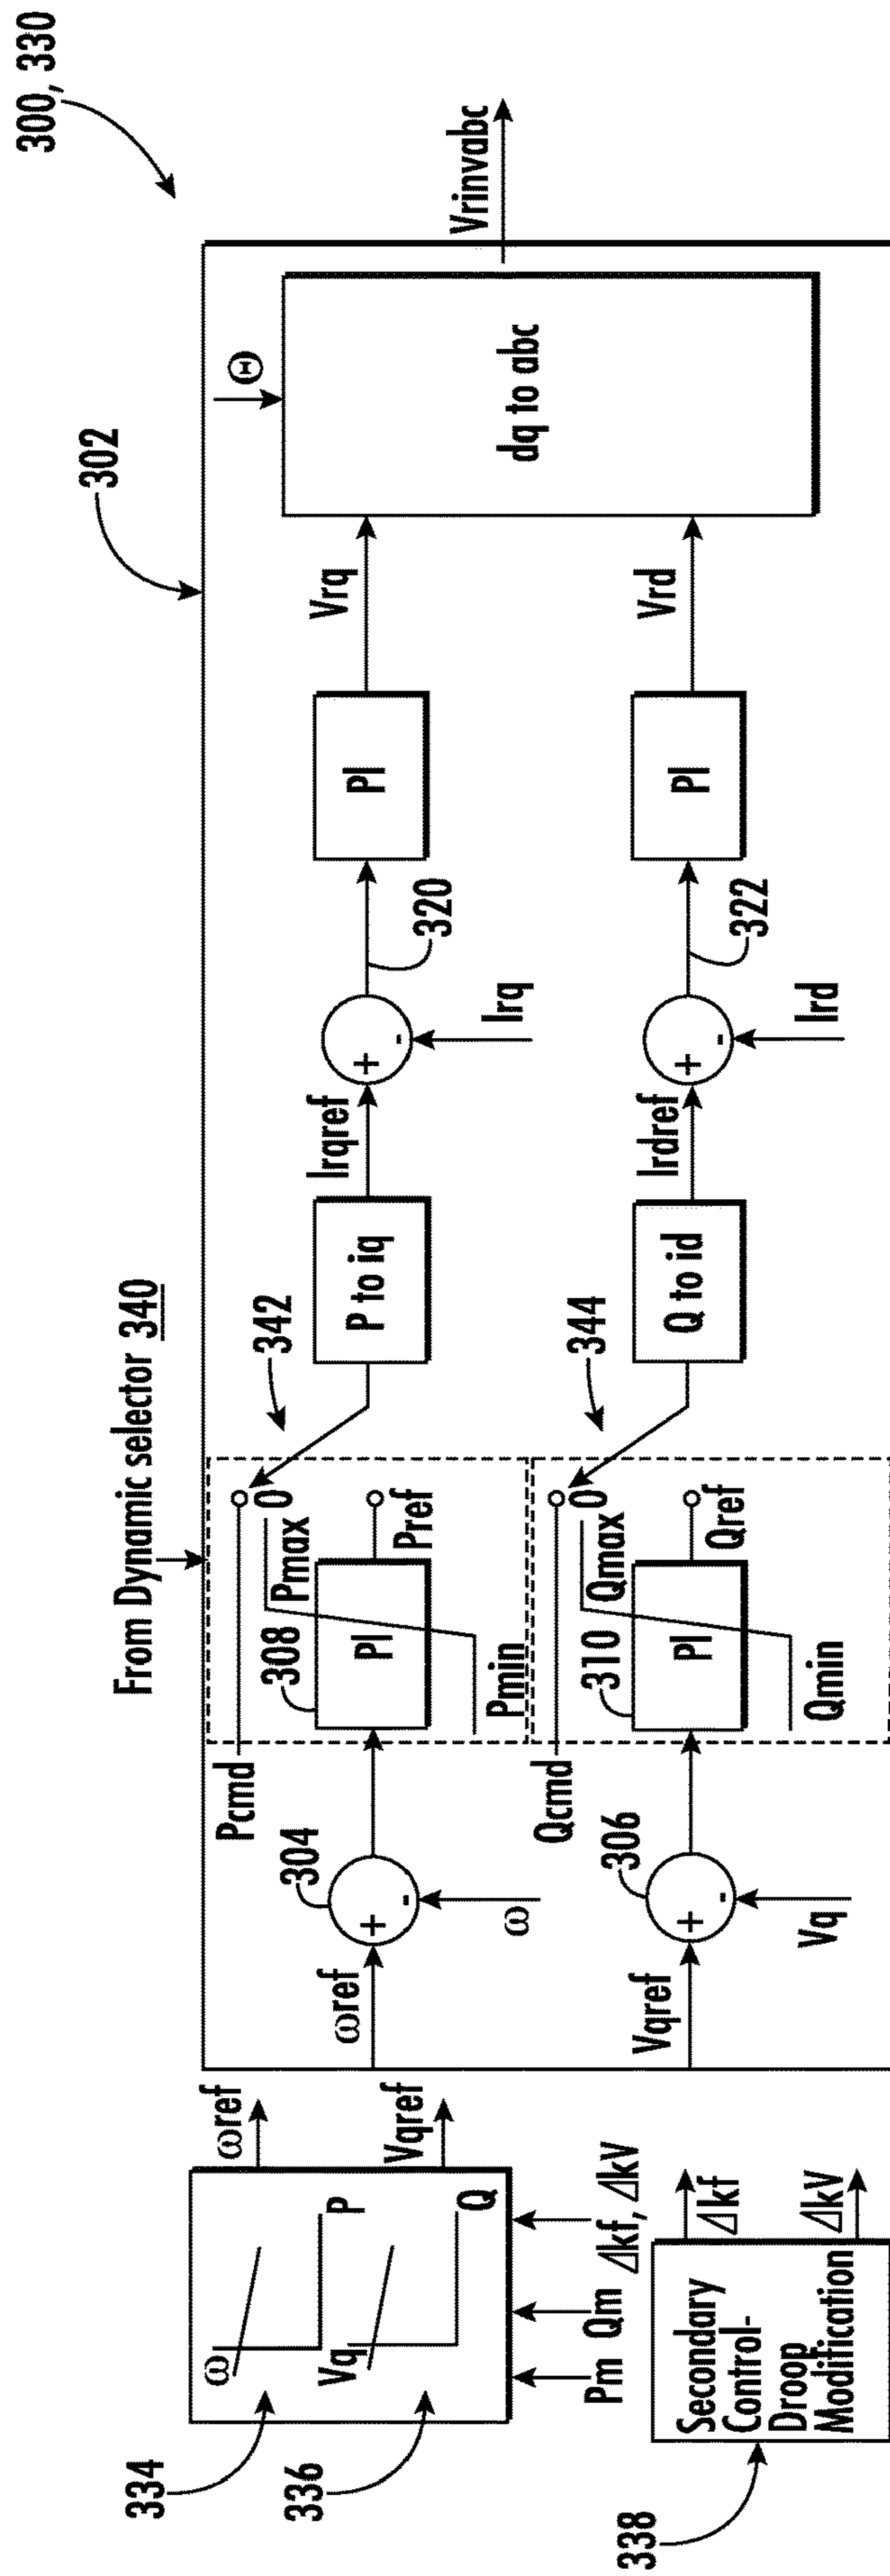 300, 330
From Dynamic selector 340
302
334
ω
P
ωref
336
Vq
Q
Vqref
Pm
Qm
Δkf, ΔkV
338
Secondary
Control-
Droop
Modification
Δkf
ΔkV
ωref
+
-
304
ω
Pcmd
308
PI
Pmax
Pmin
0
Pref
342
P to iq
Irqref
+
-
Irq
320
PI
Vrq
Θ
dq to abc
Vrinvabc
Vqref
+
-
306
Vq
Qcmd
310
PI
Qmax
Qmin
0
Qref
344
Q to id
Irdref
+
-
Ird
322
PI
Vrd